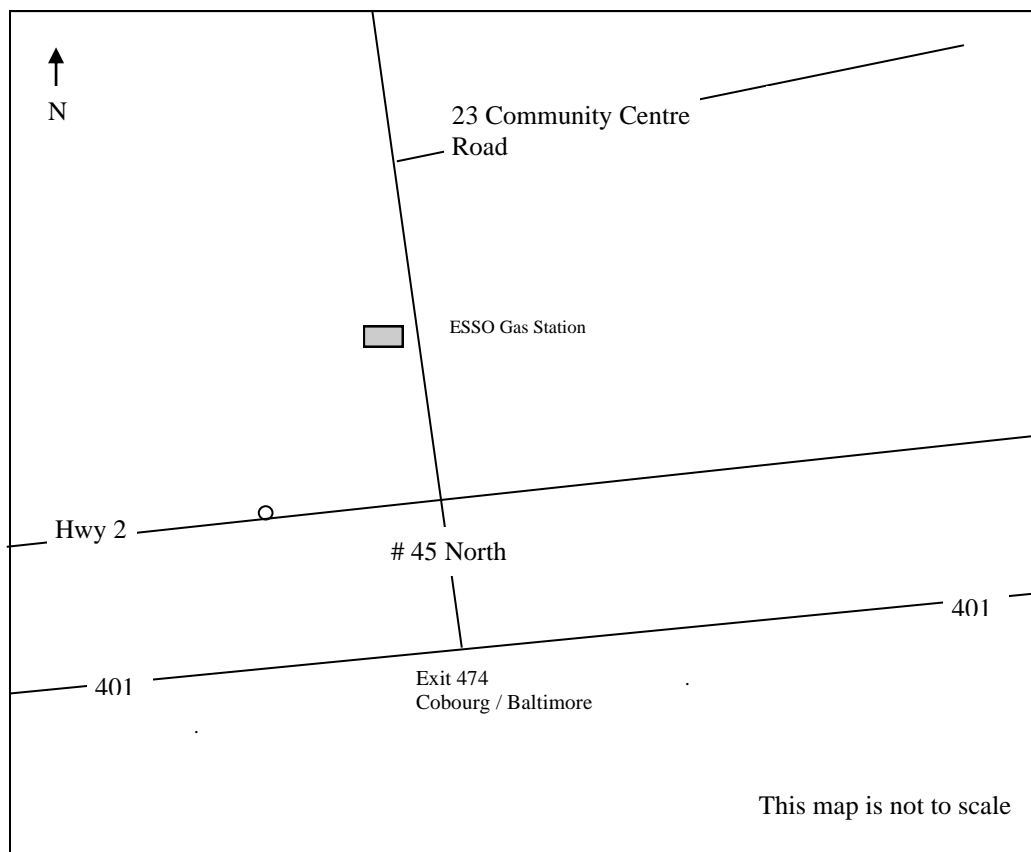 N
23 Community Centre
Road
ESSO Gas Station
Hwy 2
# 45 North
401
401
Exit 474
Cobourg / Baltimore
This map is not to scale